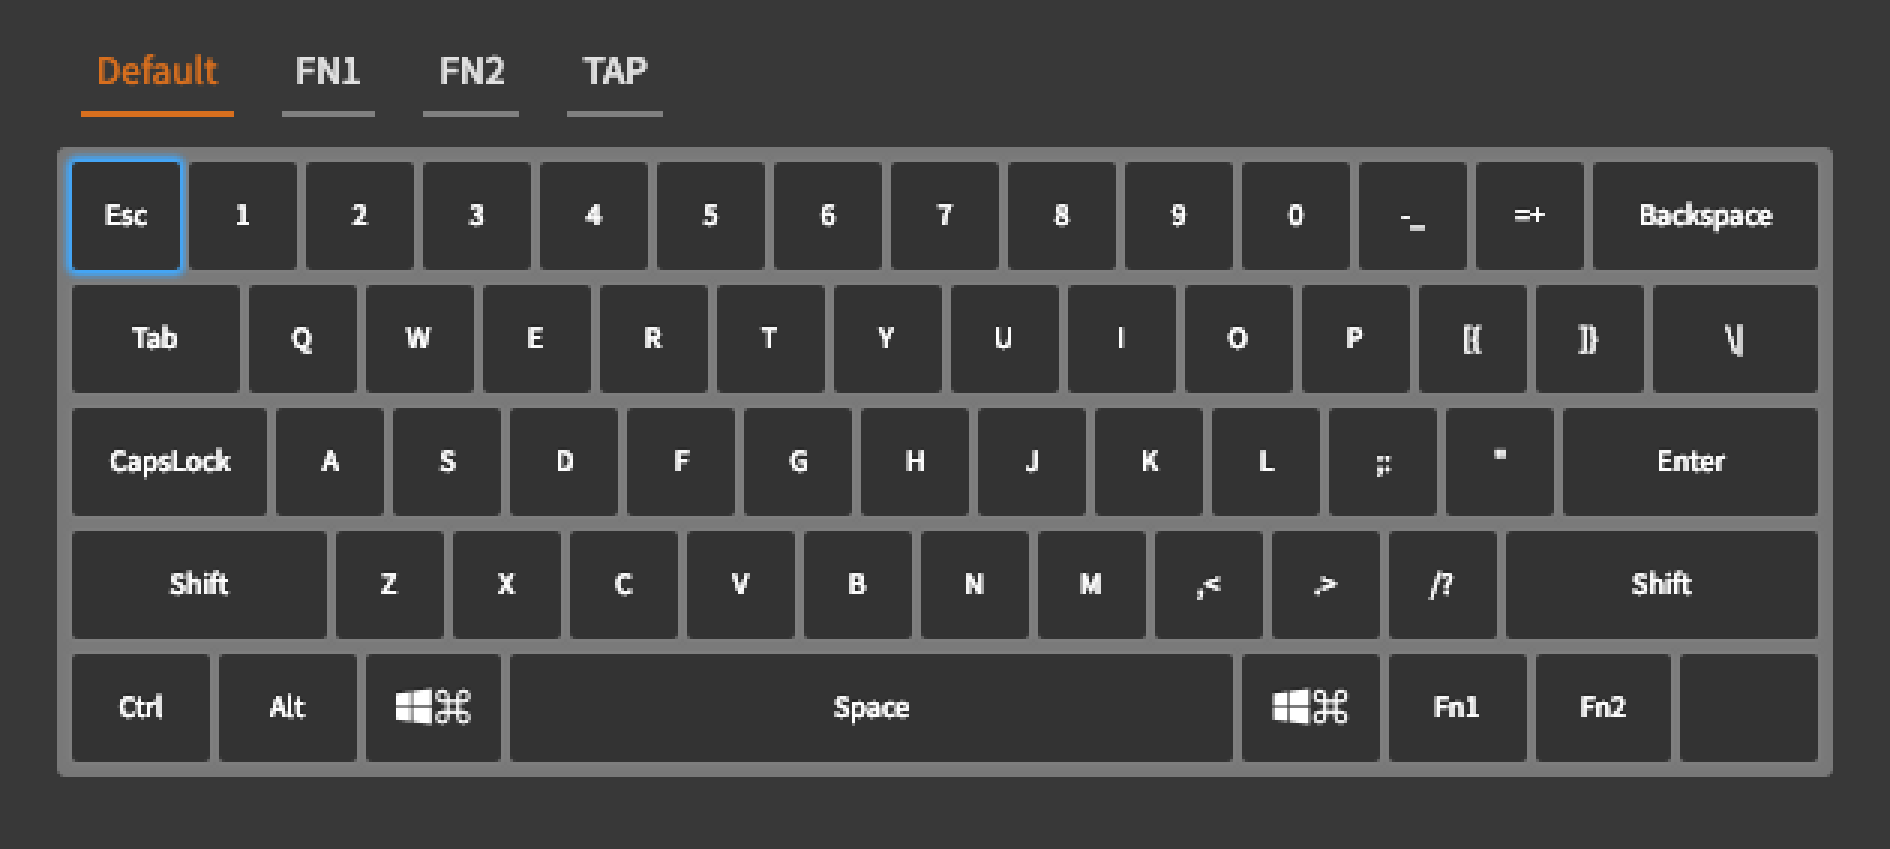 Default FN1 FN2 TAP
Esc 1 2 3 4 5 6 7 8 9 0 -_ =+ Backspace
Tab Q W E R T Y U I O P [{ ]} \|
CapsLock A S D F G H J K L ;: " Enter
Shift Z X C V B N M ,< .> /? Shift
Ctrl Alt ⌘ Space ⌘ Fn1 Fn2